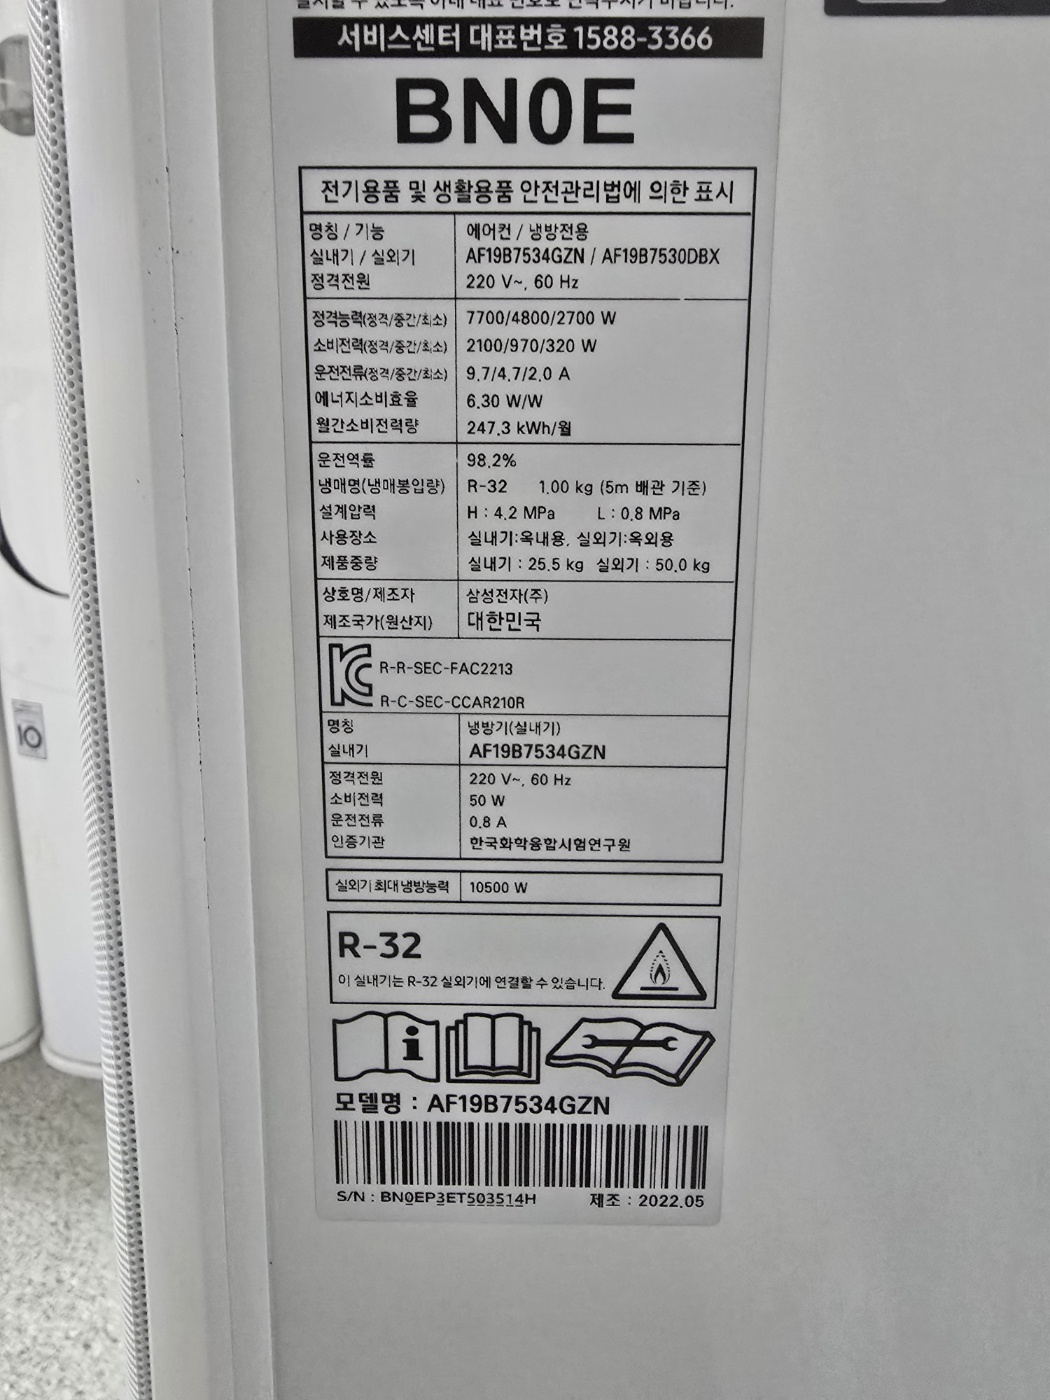 서비스센터 대표번호 1588-3366
BN0E
전기용품 및 생활용품 안전관리법에 의한 표시
명칭 / 기능 에어컨 / 냉방전용
실내기 / 실외기 AF19B7534GZN / AF19B7530DBX
정격전원 220 V~, 60 Hz
정격능력(정격/중간/최소) 7700/4800/2700 W
소비전력(정격/중간/최소) 2100/970/320 W
운전전류(정격/중간/최소) 9.7/4.7/2.0 A
에너지소비효율 6.30 W/W
월간소비전력량 247.3 kWh/월
운전역률 98.2%
냉매명(냉매봉입량) R-32 1.00 kg (5m 배관 기준)
설계압력 H : 4.2 MPa L : 0.8 MPa
사용장소 실내기:옥내용, 실외기:옥외용
제품중량 실내기 : 25.5 kg 실외기 : 50.0 kg
상호명/제조자 삼성전자(주)
제조국가(원산지) 대한민국
R-R-SEC-FAC2213
R-C-SEC-CCAR210R
명칭 냉방기(실내기)
실내기 AF19B7534GZN
정격전원 220 V~, 60 Hz
소비전력 50 W
운전전류 0.8 A
인증기관 한국화학융합시험연구원
실외기 최대 냉방능력 10500 W
R-32
이 실내기는 R-32 실외기에 연결할 수 있습니다.
모델명 : AF19B7534GZN
S/N : BN0EP3ET503514H 제조 : 2022.05
10